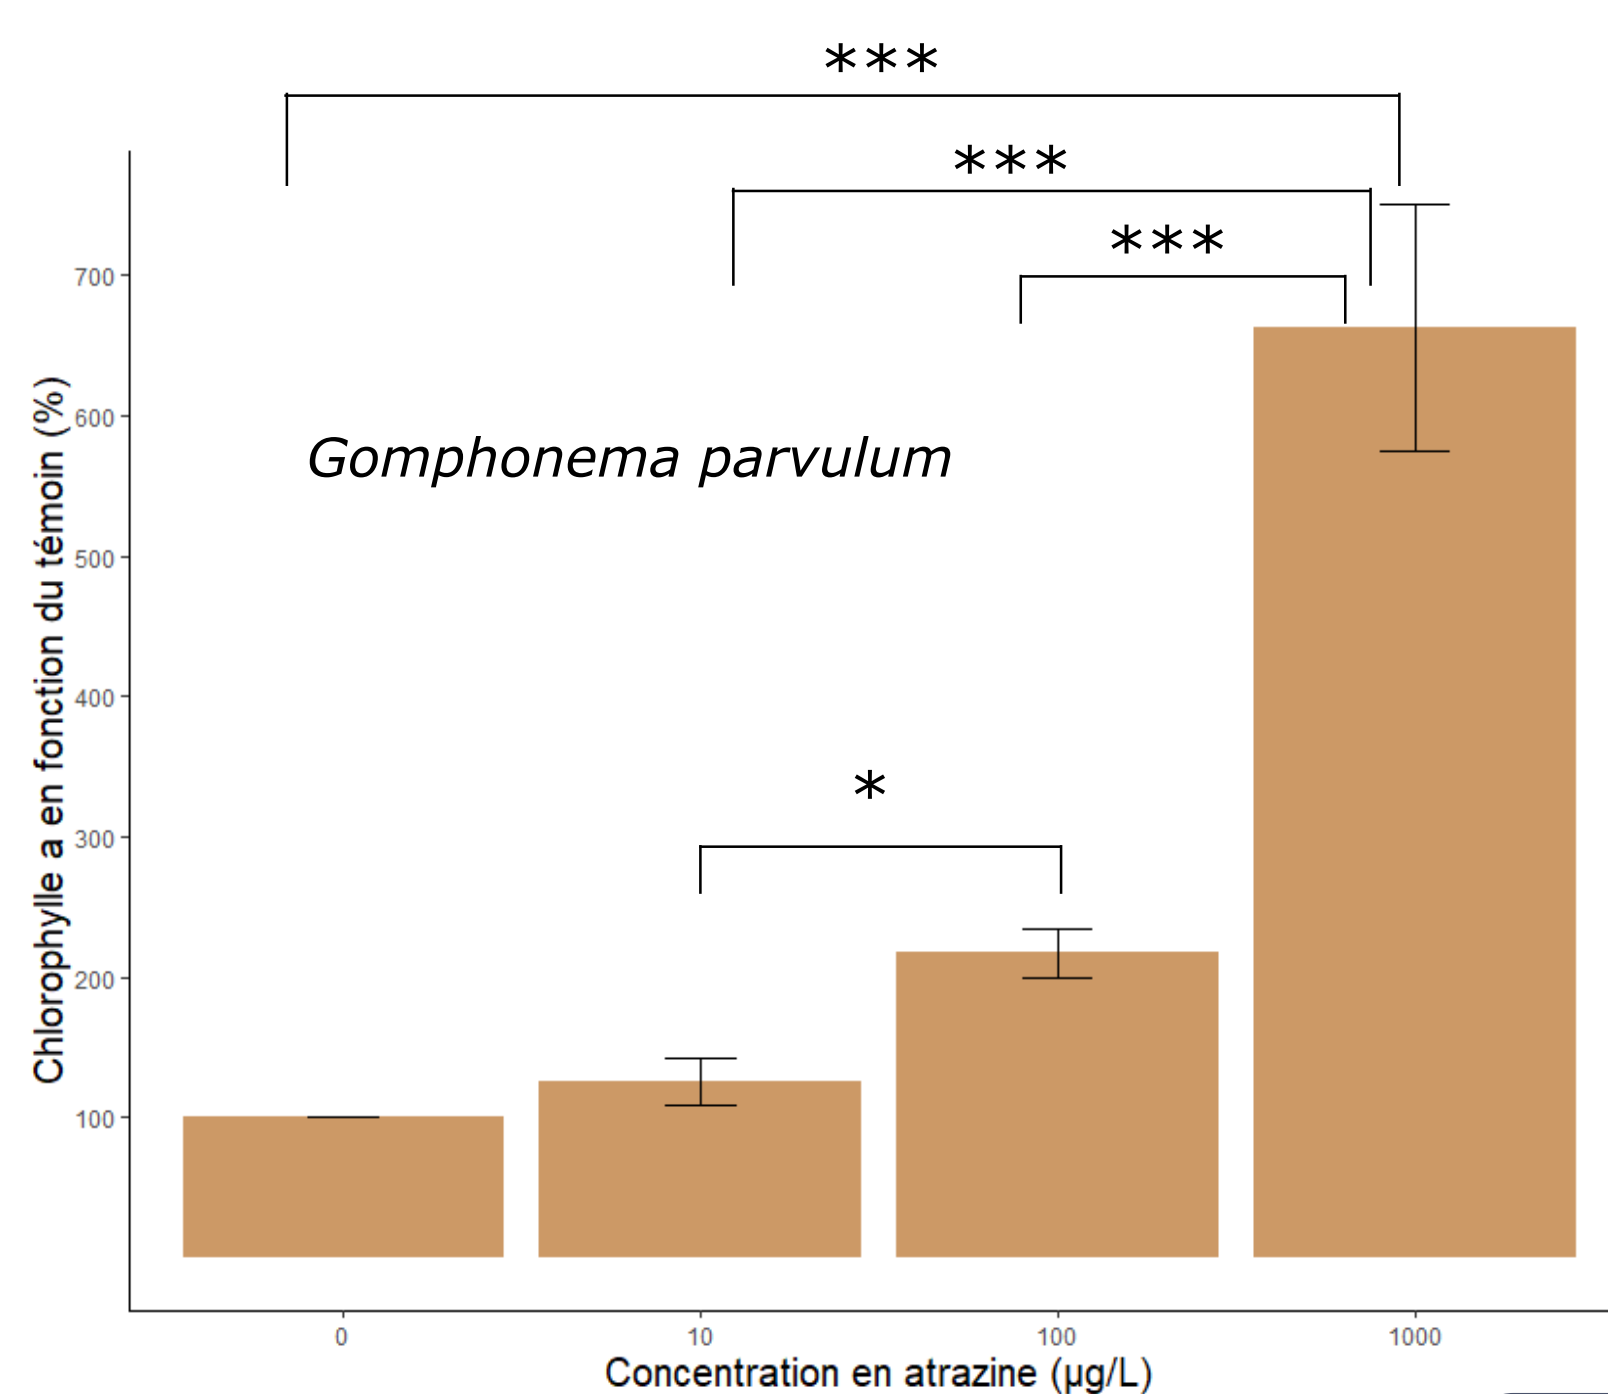 ***
***
***
700
600
500
400
300
200
100
Chlorophylle a en fonction du témoin (%)
Gomphonema parvulum
*
0 10 100 1000
Concentration en atrazine (µg/L)